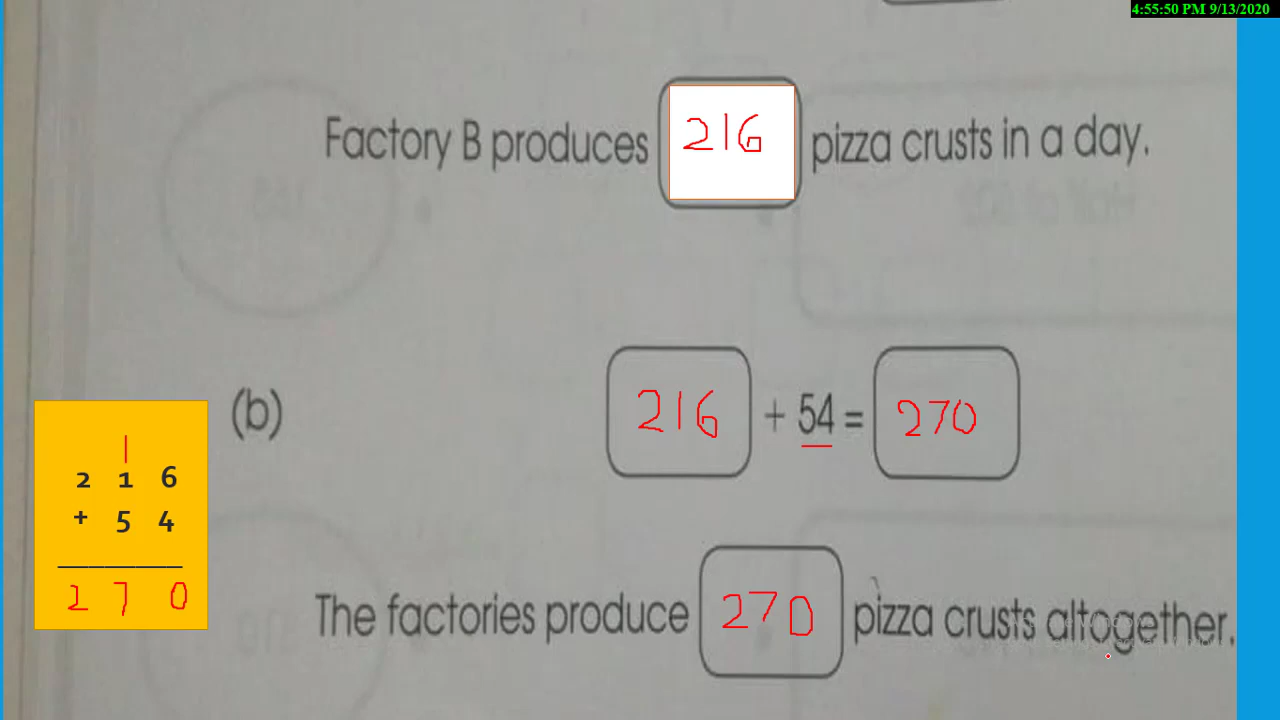 4:55:50 PM 9/13/2020
Factory B produces 216 pizza crusts in a day.
(b) 216 + 54 = 270
1
2 1 6
+ 5 4
2 7 0
The factories produce 270 pizza crusts altogether.